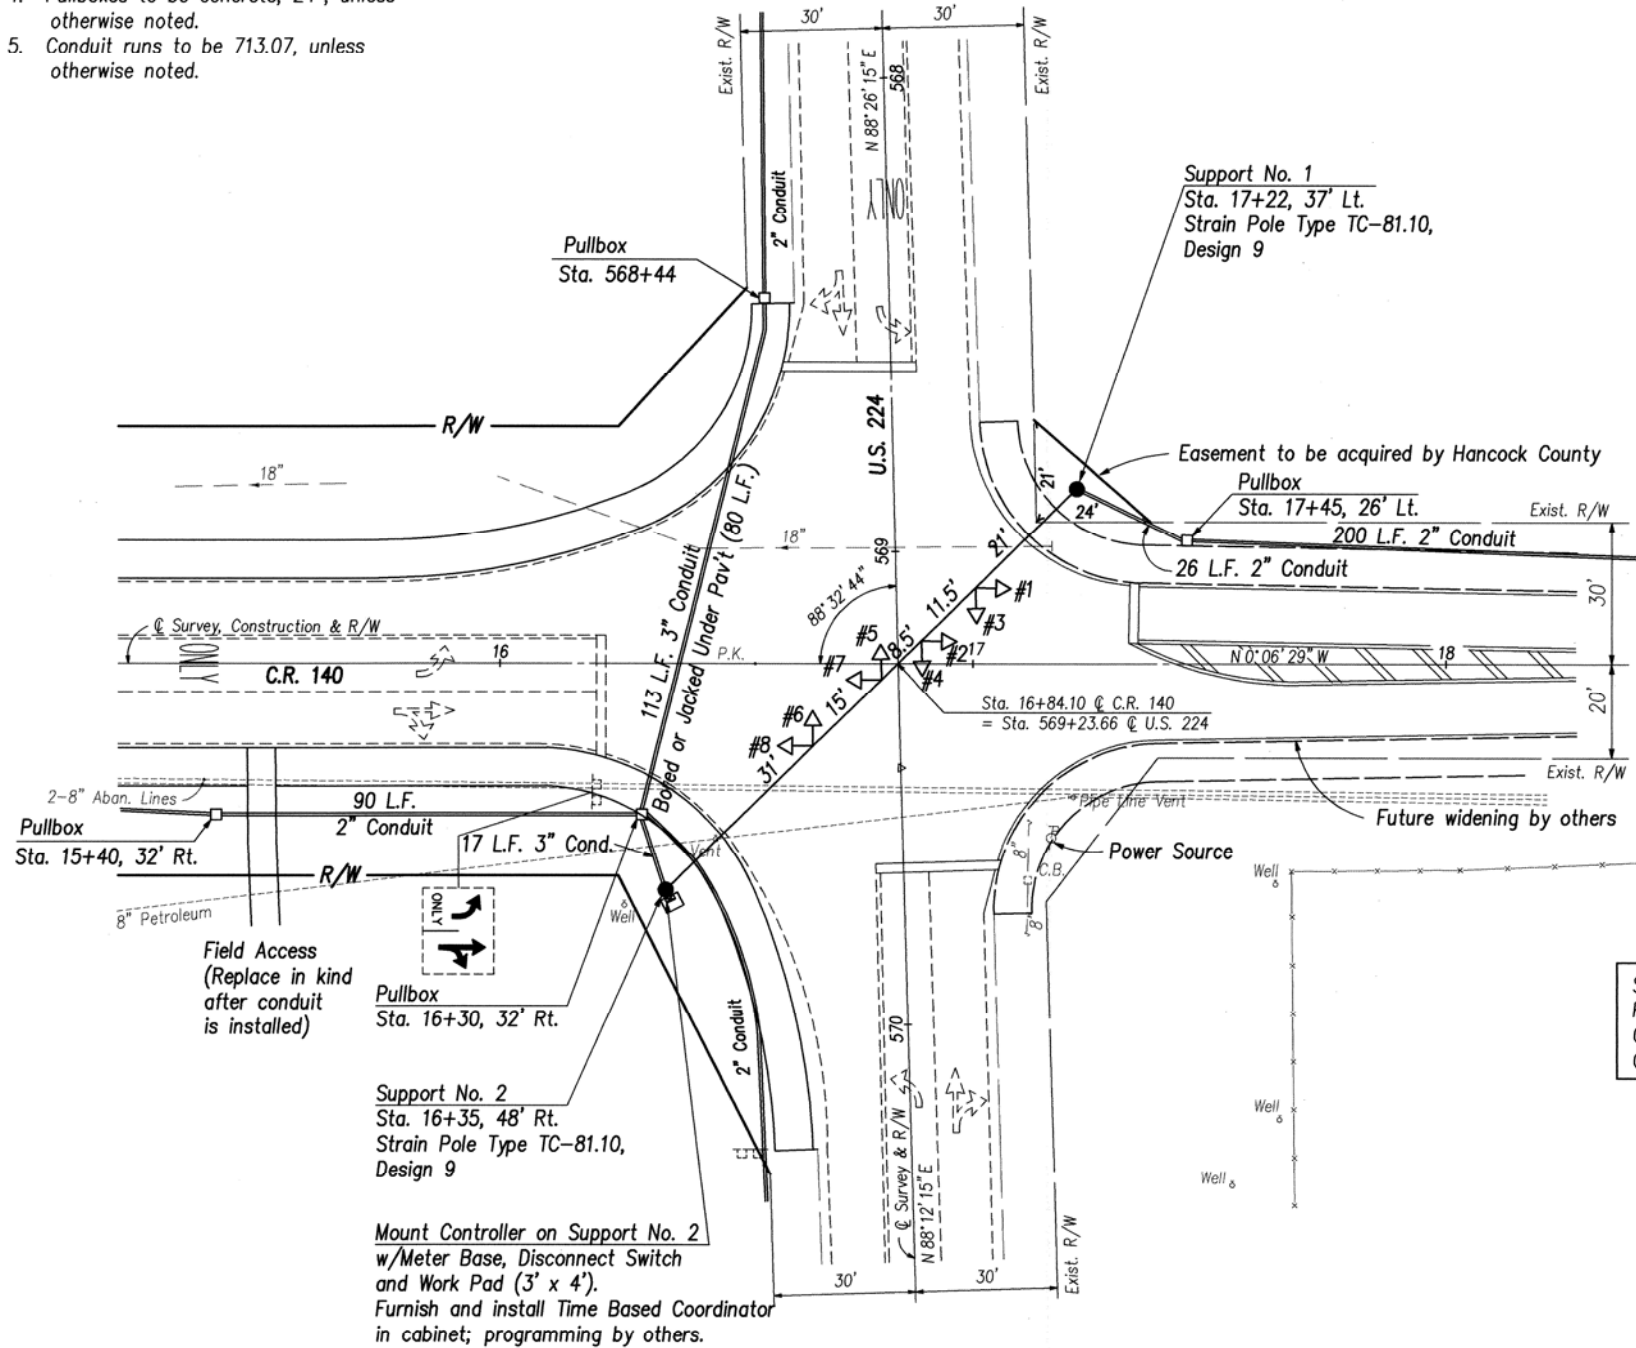 4. Pullboxed to be concrete, 24", unless
otherwise noted.
5. Conduit runs to be 713.07, unless
otherwise noted.
30'
30'
Exist. R/W
Exist. R/W
N 88°26'15" E
568
ONLY
2" Conduit
Support No. 1
Sta. 17+22, 37' Lt.
Strain Pole Type TC-81.10,
Design 9
Pullbox
Sta. 568+44
R/W
U.S. 224
18"
18"
113 L.F. 3" Conduit
Bored or Jacked Under Pav't (80 L.F.)
Easement to be acquired by Hancock County
Pullbox
Sta. 17+45, 26' Lt.
Exist. R/W
200 L.F. 2" Conduit
26 L.F. 2" Conduit
21'
24'
21'
569
88°32'44"
11.5'
8.5'
#1
#3
#5
#2
#7
#4
30'
℄ Survey, Construction & R/W
ONLY
C.R. 140
16
P.K.
17
N 0°06'29" W
18
20'
Sta. 16+84.10 ℄ C.R. 140
= Sta. 569+23.66 ℄ U.S. 224
15'
#6
#8
31'
Exist. R/W
2-8" Aban. Lines
90 L.F.
2" Conduit
Pullbox
Sta. 15+40, 32' Rt.
17 L.F. 3" Cond.
Vent
Pipe Line Vent
Future widening by others
Power Source
8"
C.B.
8'
R/W
8" Petroleum
ONLY
Well
Well
Well
Well
Field Access
(Replace in kind
after conduit
is installed)
Pullbox
Sta. 16+30, 32' Rt.
2" Conduit
570
Support No. 2
Sta. 16+35, 48' Rt.
Strain Pole Type TC-81.10,
Design 9
℄ Survey & R/W
N 88°12'15" E
Exist. R/W
30'
30'
Mount Controller on Support No. 2
w/Meter Base, Disconnect Switch
and Work Pad (3' x 4').
Furnish and install Time Based Coordinator
in cabinet; programming by others.